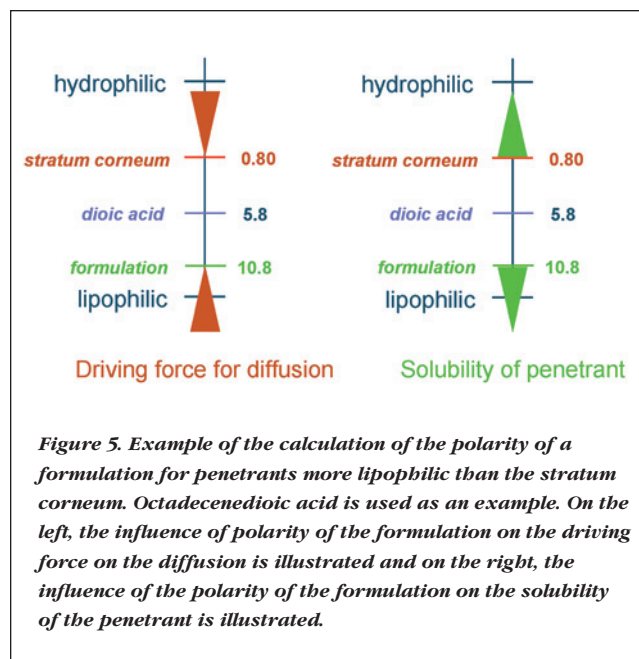 hydrophilic
stratum corneum 0.80
dioic acid 5.8
formulation 10.8
lipophilic
Driving force for diffusion
hydrophilic
stratum corneum 0.80
dioic acid 5.8
formulation 10.8
lipophilic
Solubility of penetrant
Figure 5. Example of the calculation of the polarity of a
formulation for penetrants more lipophilic than the stratum
corneum. Octadecenedioic acid is used as an example. On the
left, the influence of polarity of the formulation on the driving
force on the diffusion is illustrated and on the right, the
influence of the polarity of the formulation on the solubility
of the penetrant is illustrated.